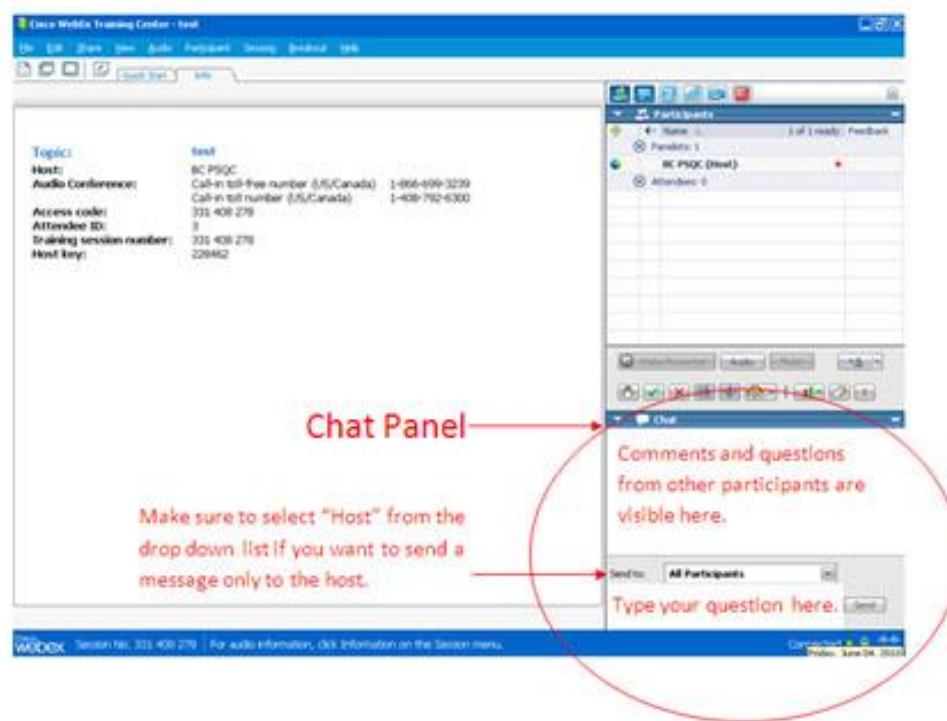 Cisco WebEx Training Center - test
File Edit Share View Audio Participant Session Breakout Help
Quick Start Info
Participants
Name 1 of 1 ready Feedback
Panelists: 1
BC PSQC (Host)
Attendees: 0
Topic: test
Host: BC PSQC
Audio Conference: Call-in toll-free number (US/Canada) 1-866-699-3239
Call-in toll number (US/Canada) 1-408-792-6300
Access code: 331 408 278
Attendee ID: 3
Training session number: 331 408 278
Host key: 228462
Audio
Chat Panel
Chat
Comments and questions
from other participants are
visible here.
Make sure to select “Host” from the
drop down list if you want to send a
message only to the host.
Send to: All Participants
Type your question here. Send
webex Session No: 331 408 278 For audio information, click Information on the Session menu. Connected
Friday, June 04, 2010